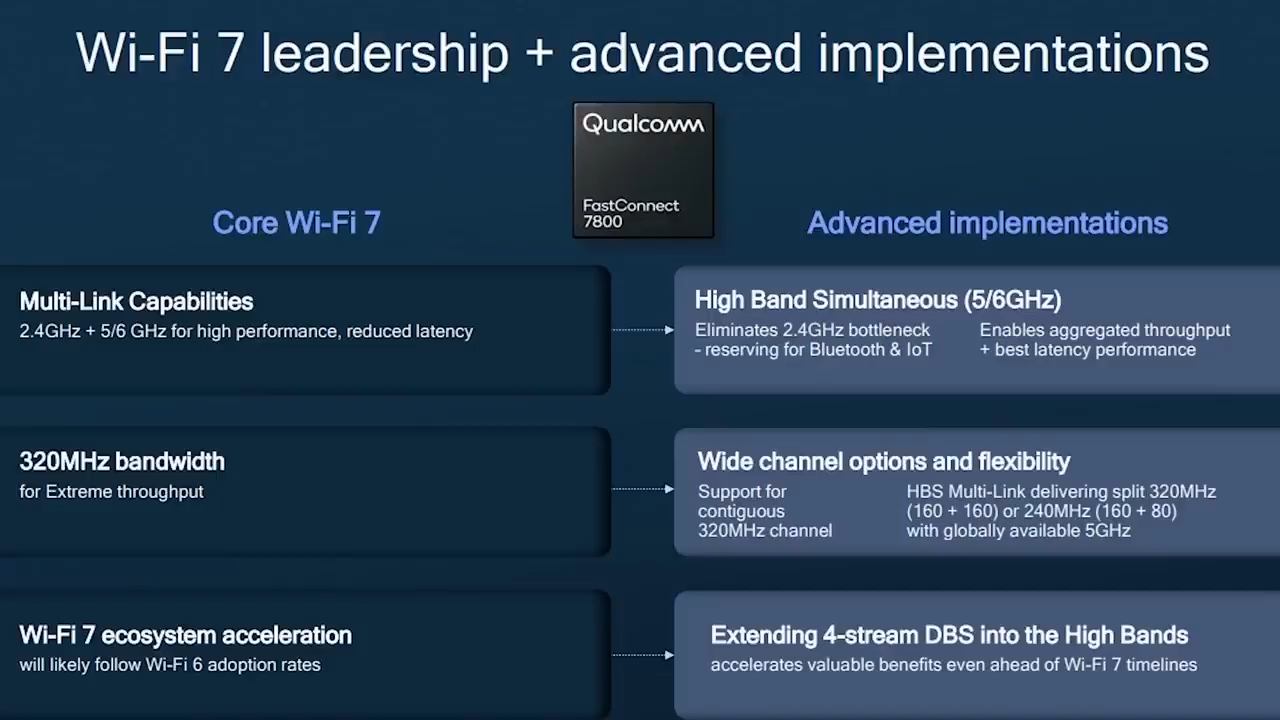 Wi-Fi 7 leadership + advanced implementations
Qualcomm
FastConnect
7800
Core Wi-Fi 7
Advanced implementations
Multi-Link Capabilities
2.4GHz + 5/6 GHz for high performance, reduced latency
High Band Simultaneous (5/6GHz)
Eliminates 2.4GHz bottleneck
- reserving for Bluetooth & IoT
Enables aggregated throughput
+ best latency performance
320MHz bandwidth
for Extreme throughput
Wide channel options and flexibility
Support for
contiguous
320MHz channel
HBS Multi-Link delivering split 320MHz
(160 + 160) or 240MHz (160 + 80)
with globally available 5GHz
Wi-Fi 7 ecosystem acceleration
will likely follow Wi-Fi 6 adoption rates
Extending 4-stream DBS into the High Bands
accelerates valuable benefits even ahead of Wi-Fi 7 timelines